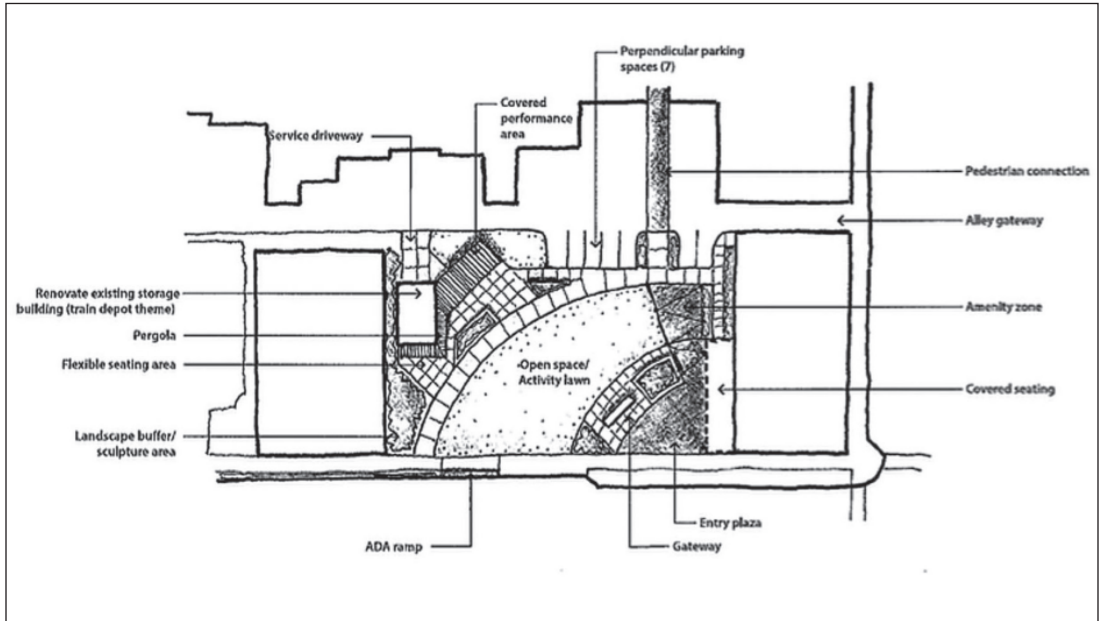 Perpendicular parking
spaces (7)
Covered
performance
area
Service driveway
Pedestrian connection
Alley gateway
Renovate existing storage
building (train depot theme)
Amenity zone
Pergola
Flexible seating area
Open space/
Activity lawn
Covered seating
Landscape buffer/
sculpture area
Entry plaza
ADA ramp
Gateway